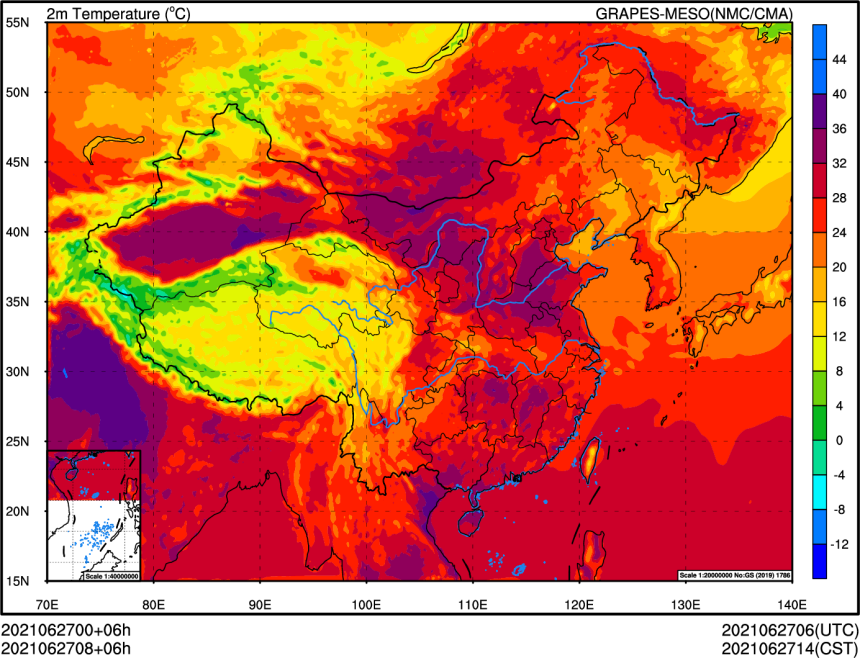 2m Temperature (°C)
GRAPES-MESO(NMC/CMA)
55N
50N
45N
40N
35N
30N
25N
20N
15N
44
40
36
32
28
24
20
16
12
8
4
0
-4
-8
-12
Scale 1:40000000
Scale 1:20000000 No:GS (2019) 1786
70E 80E 90E 100E 110E 120E 130E 140E
2021062700+06h
2021062706(UTC)
2021062708+06h
2021062714(CST)